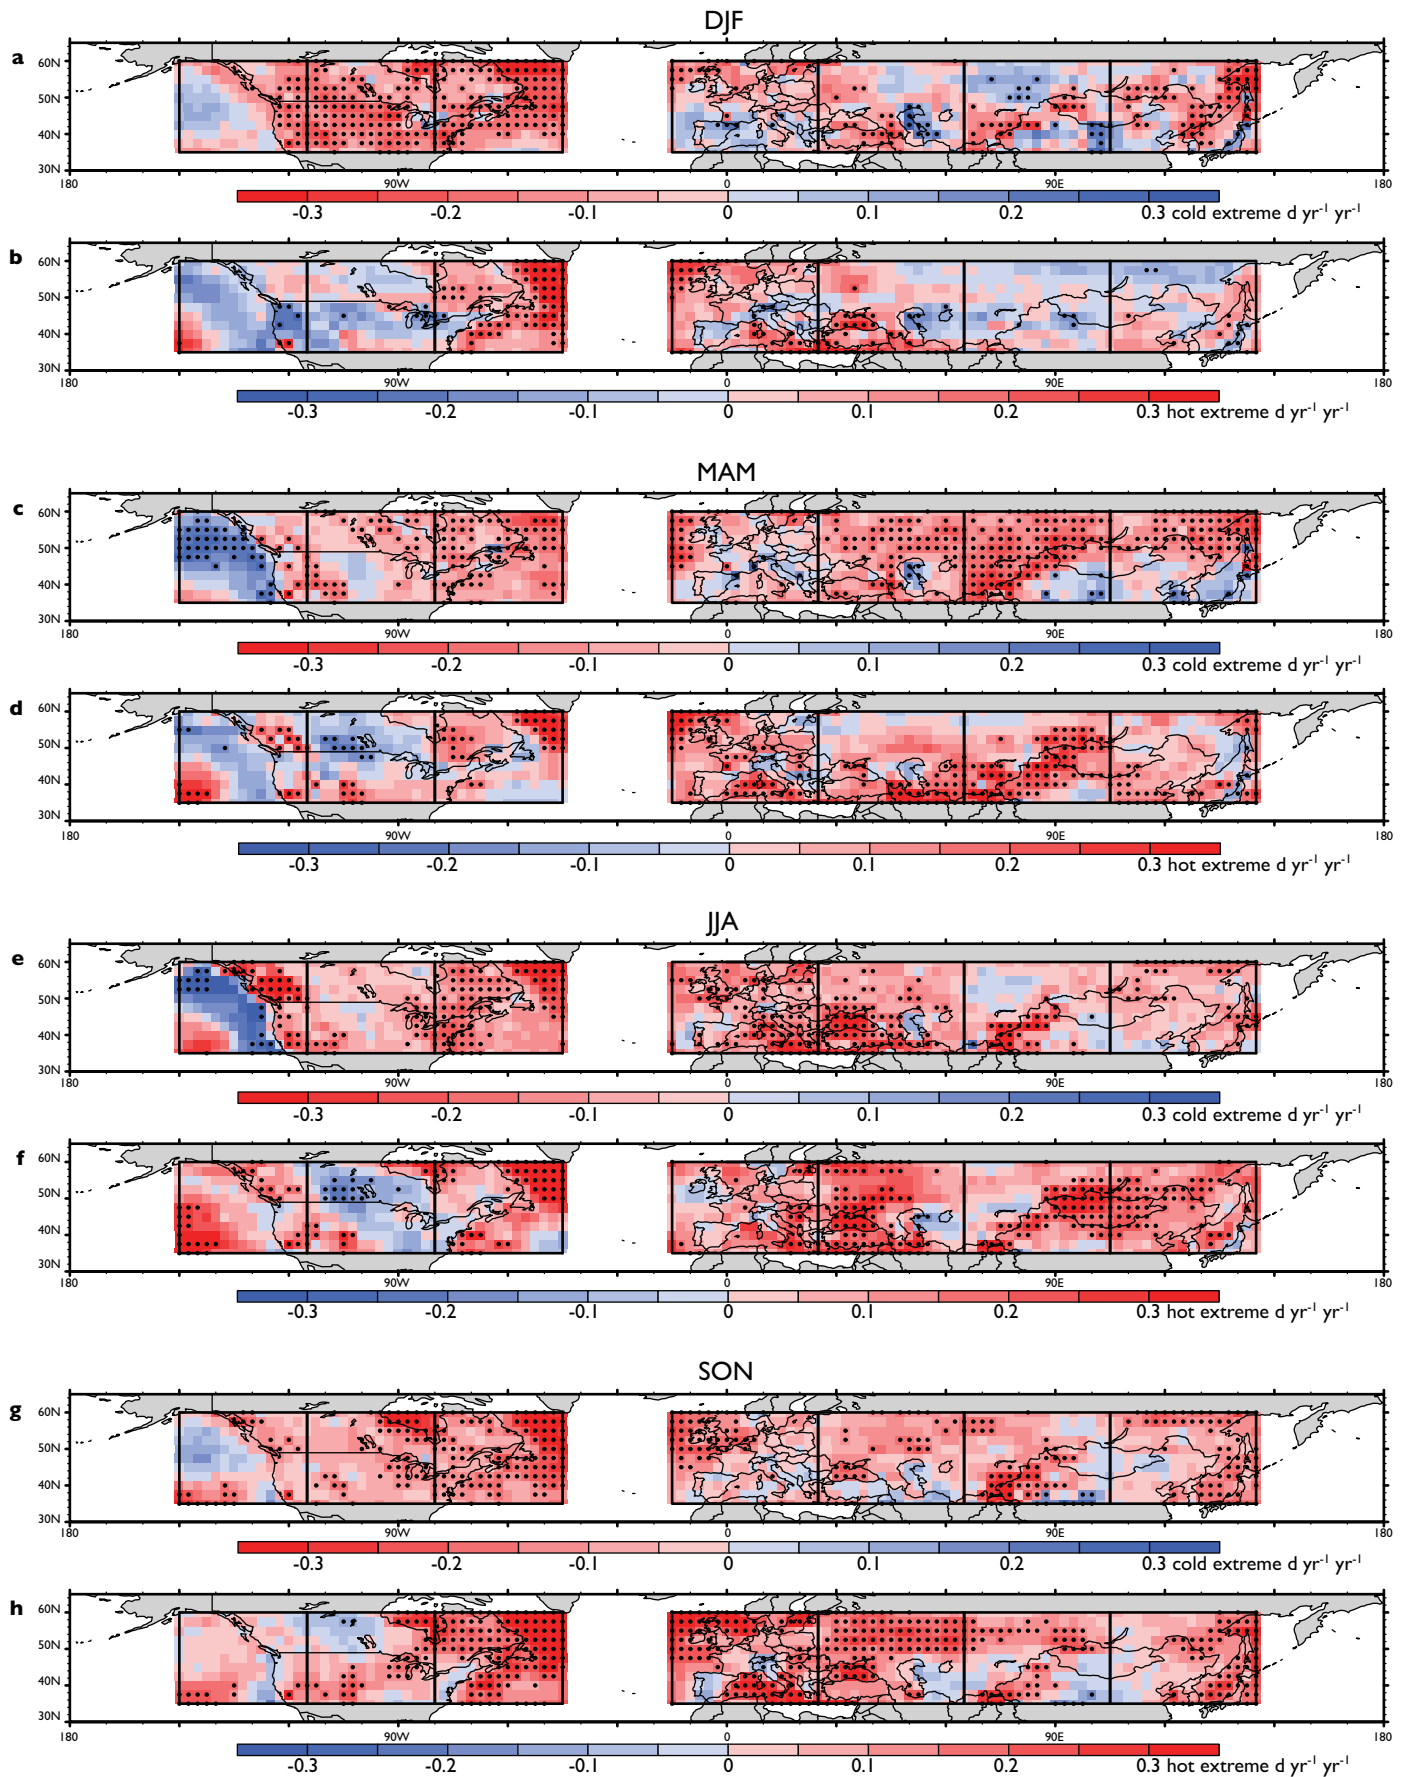 DJF
a
60N
50N
40N
30N
180 90W 0 90E 180
-0.3 -0.2 -0.1 0 0.1 0.2 0.3 cold extreme d yr⁻¹ yr⁻¹
b
60N
50N
40N
30N
180 90W 0 90E 180
-0.3 -0.2 -0.1 0 0.1 0.2 0.3 hot extreme d yr⁻¹ yr⁻¹
MAM
c
60N
50N
40N
30N
180 90W 0 90E 180
-0.3 -0.2 -0.1 0 0.1 0.2 0.3 cold extreme d yr⁻¹ yr⁻¹
d
60N
50N
40N
30N
180 90W 0 90E 180
-0.3 -0.2 -0.1 0 0.1 0.2 0.3 hot extreme d yr⁻¹ yr⁻¹
JJA
e
60N
50N
40N
30N
180 90W 0 90E 180
-0.3 -0.2 -0.1 0 0.1 0.2 0.3 cold extreme d yr⁻¹ yr⁻¹
f
60N
50N
40N
30N
180 90W 0 90E 180
-0.3 -0.2 -0.1 0 0.1 0.2 0.3 hot extreme d yr⁻¹ yr⁻¹
SON
g
60N
50N
40N
30N
180 90W 0 90E 180
-0.3 -0.2 -0.1 0 0.1 0.2 0.3 cold extreme d yr⁻¹ yr⁻¹
h
60N
50N
40N
30N
180 90W 0 90E 180
-0.3 -0.2 -0.1 0 0.1 0.2 0.3 hot extreme d yr⁻¹ yr⁻¹